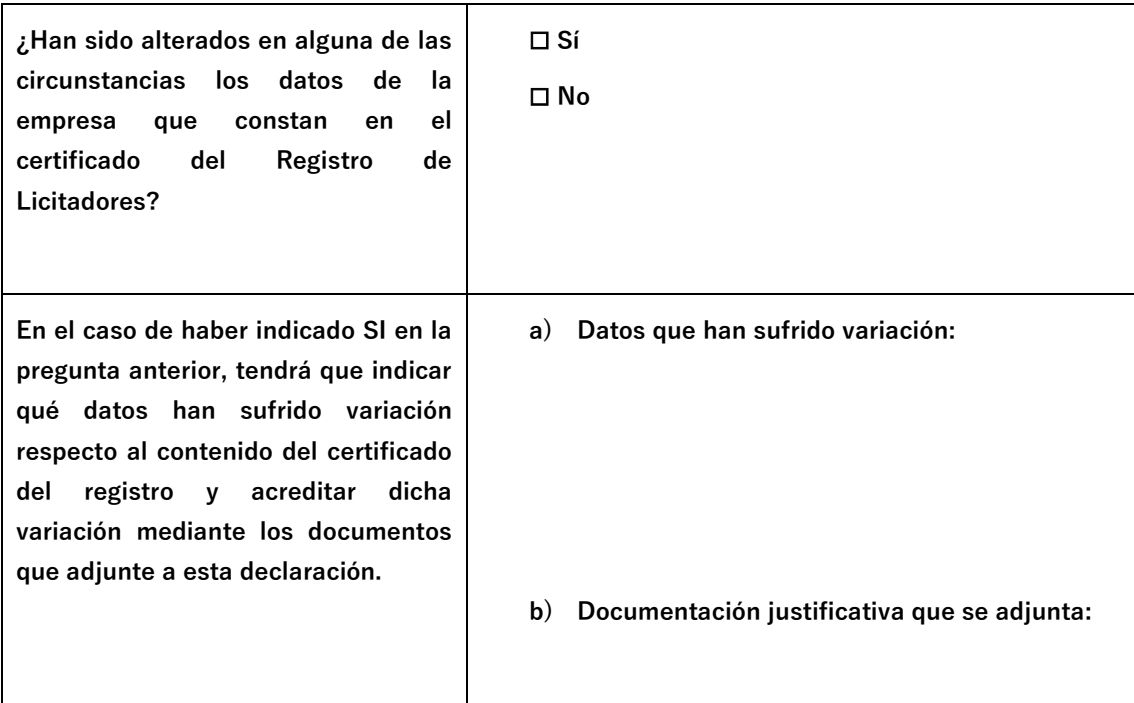 ¿Han sido alterados en alguna de las
circunstancias los datos de la
empresa que constan en el
certificado del Registro de
Licitadores?
☐ Sí
☐ No
En el caso de haber indicado SI en la
pregunta anterior, tendrá que indicar
qué datos han sufrido variación
respecto al contenido del certificado
del registro y acreditar dicha
variación mediante los documentos
que adjunte a esta declaración.
a) Datos que han sufrido variación:
b) Documentación justificativa que se adjunta: